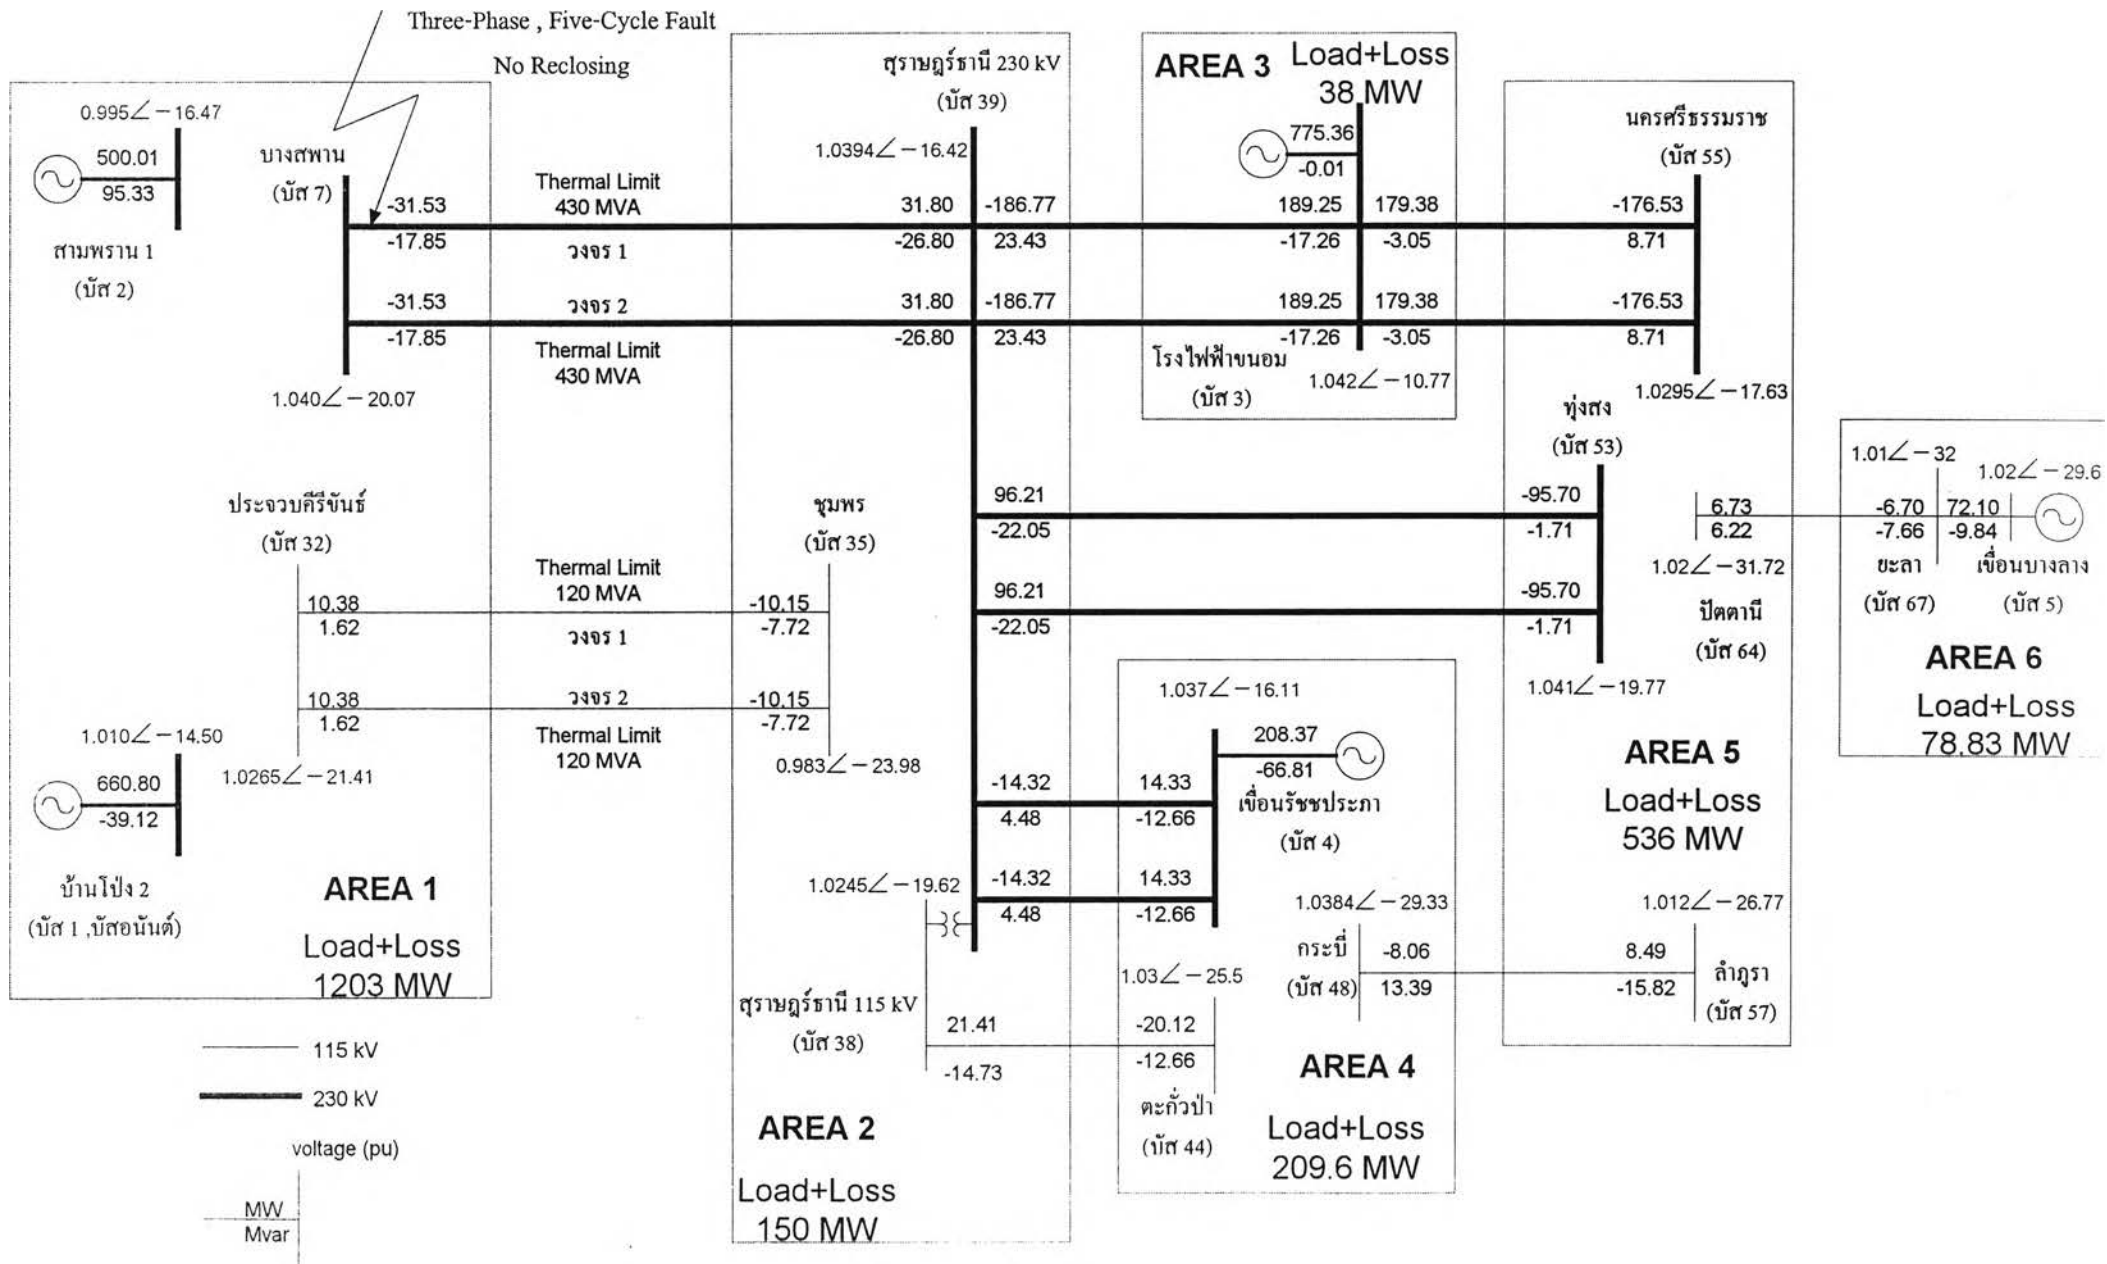 Three-Phase , Five-Cycle Fault
No Reclosing
0.995∠−16.47
500.01
95.33
สามพราน 1
(บัส 2)
บางสพาน
(บัส 7)
-31.53
-17.85
Thermal Limit
430 MVA
วงจร 1
-31.53
-17.85
วงจร 2
Thermal Limit
430 MVA
1.040∠−20.07
ประจวบคีรีขันธ์
(บัส 32)
10.38
1.62
Thermal Limit
120 MVA
วงจร 1
10.38
1.62
วงจร 2
Thermal Limit
120 MVA
1.0265∠−21.41
1.010∠−14.50
660.80
-39.12
บ้านโป่ง 2
(บัส 1 ,บัสอนันต์)
AREA 1
Load+Loss
1203 MW
115 kV
230 kV
voltage (pu)
MW
Mvar
สุราษฎร์ธานี 230 kV
(บัส 39)
1.0394∠−16.42
31.80
-26.80
-186.77
23.43
31.80
-26.80
-186.77
23.43
ชุมพร
(บัส 35)
-10.15
-7.72
-10.15
-7.72
0.983∠−23.98
96.21
-22.05
96.21
-22.05
-14.32
4.48
-14.32
4.48
1.0245∠−19.62
สุราษฎร์ธานี 115 kV
(บัส 38)
21.41
-14.73
AREA 2
Load+Loss
150 MW
AREA 3
Load+Loss
38 MW
775.36
-0.01
189.25
-17.26
179.38
-3.05
189.25
-17.26
179.38
-3.05
โรงไฟฟ้าขนอม
(บัส 3)
1.042∠−10.77
1.037∠−16.11
208.37
-66.81
เขื่อนรัชชประภา
(บัส 4)
14.33
-12.66
14.33
-12.66
1.0384∠−29.33
กระบี่
(บัส 48)
-8.06
13.39
1.03∠−25.5
-20.12
-12.66
ตะกั่วป่า
(บัส 44)
AREA 4
Load+Loss
209.6 MW
นครศรีธรรมราช
(บัส 55)
-176.53
8.71
-176.53
8.71
1.0295∠−17.63
ทุ่งสง
(บัส 53)
-95.70
-1.71
-95.70
-1.71
1.041∠−19.77
6.73
6.22
1.02∠−31.72
ปัตตานี
(บัส 64)
AREA 5
Load+Loss
536 MW
1.012∠−26.77
8.49
-15.82
ลำภูรา
(บัส 57)
1.01∠−32
1.02∠−29.6
-6.70
-7.66
72.10
-9.84
ยะลา
(บัส 67)
เขื่อนบางลาง
(บัส 5)
AREA 6
Load+Loss
78.83 MW